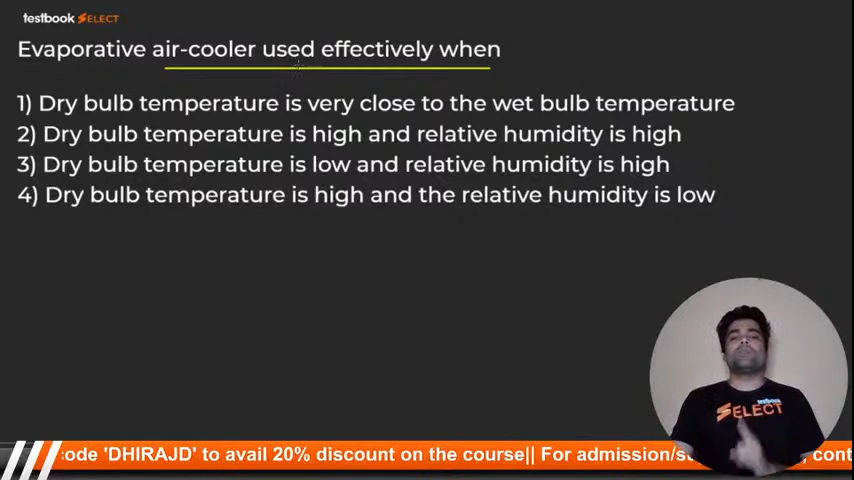 testbook SELECT
Evaporative air-cooler used effectively when
1) Dry bulb temperature is very close to the wet bulb temperature
2) Dry bulb temperature is high and relative humidity is high
3) Dry bulb temperature is low and relative humidity is high
4) Dry bulb temperature is high and the relative humidity is low
testbook
SELECT
code 'DHIRAJD' to avail 20% discount on the course|| For admission/su cont